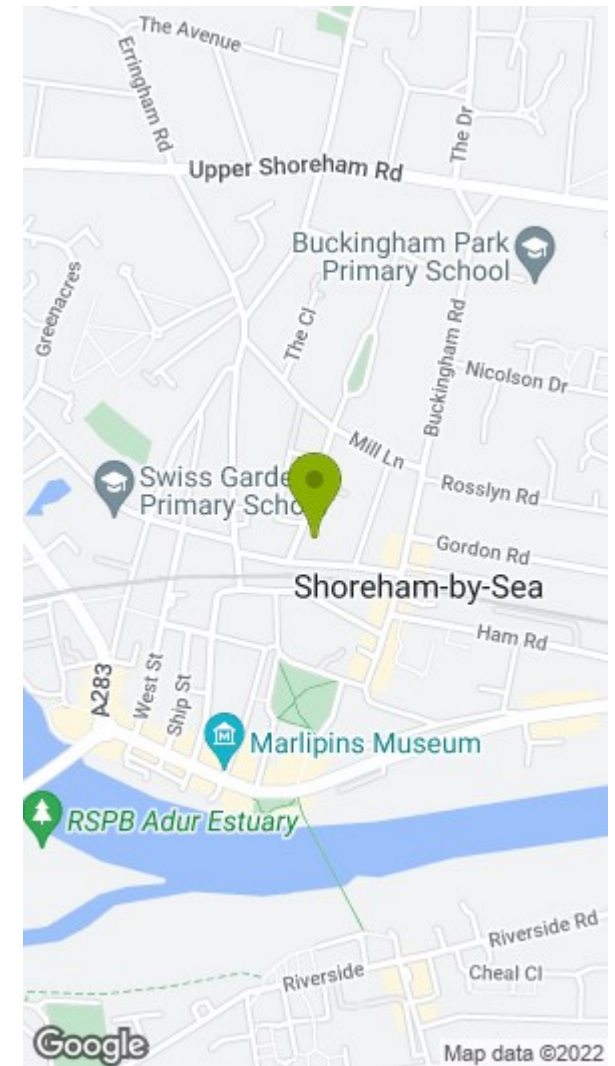 The Avenue
Erringham Rd
The Dr
Upper Shoreham Rd
Buckingham Park
Primary School
Greenacres
The Cl
Buckingham Rd
Nicolson Dr
Mill Ln
Swiss Garde
Primary Scho
Rosslyn Rd
Gordon Rd
Shoreham-by-Sea
Ham Rd
A283
West St
Ship St
Marlipins Museum
RSPB Adur Estuary
Riverside Rd
Riverside
Cheal Cl
Google
Map data ©2022